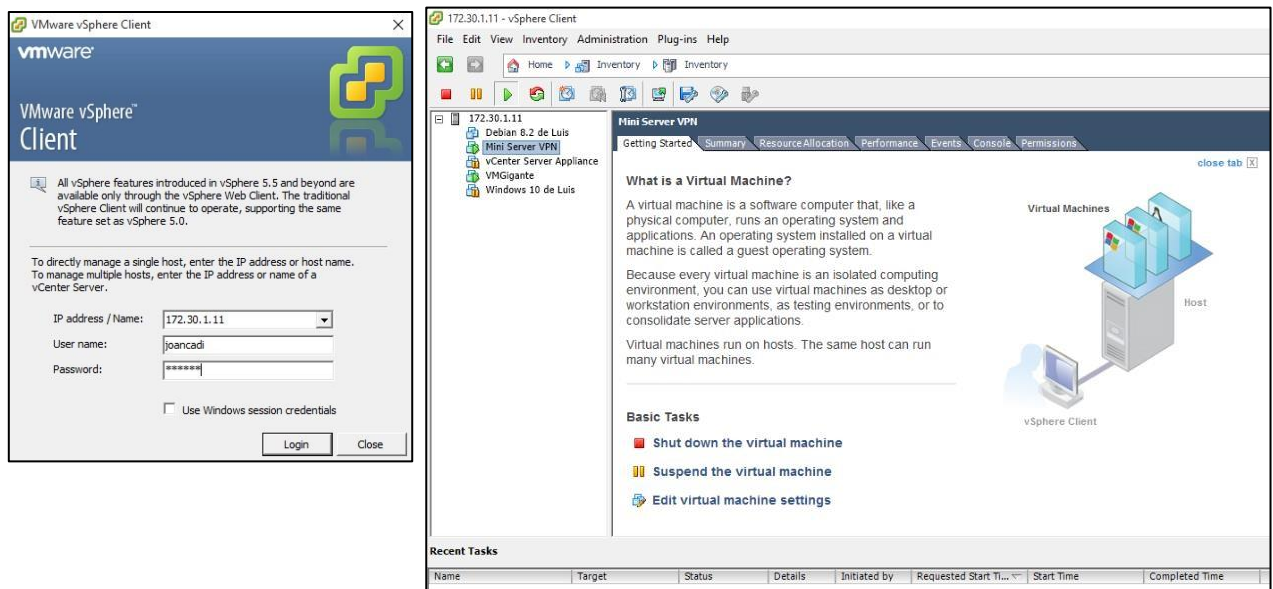 VMware vSphere Client
vmware
VMware vSphere™
Client
All vSphere features introduced in vSphere 5.5 and beyond are
available only through the vSphere Web Client. The traditional
vSphere Client will continue to operate, supporting the same
feature set as vSphere 5.0.
To directly manage a single host, enter the IP address or host name.
To manage multiple hosts, enter the IP address or name of a
vCenter Server.
IP address / Name: 172.30.1.11
User name: joancadi
Password: ******
Use Windows session credentials
Login Close
172.30.1.11 - vSphere Client
File Edit View Inventory Administration Plug-ins Help
Home Inventory Inventory
172.30.1.11
Debian 8.2 de Luis
Mini Server VPN
vCenter Server Appliance
VMGigante
Windows 10 de Luis
Mini Server VPN
Getting Started Summary Resource Allocation Performance Events Console Permissions
close tab X
What is a Virtual Machine?
A virtual machine is a software computer that, like a
physical computer, runs an operating system and
applications. An operating system installed on a virtual
machine is called a guest operating system.
Because every virtual machine is an isolated computing
environment, you can use virtual machines as desktop or
workstation environments, as testing environments, or to
consolidate server applications.
Virtual machines run on hosts. The same host can run
many virtual machines.
Virtual Machines
Host
vSphere Client
Basic Tasks
Shut down the virtual machine
Suspend the virtual machine
Edit virtual machine settings
Recent Tasks
Name Target Status Details Initiated by Requested Start Ti... Start Time Completed Time